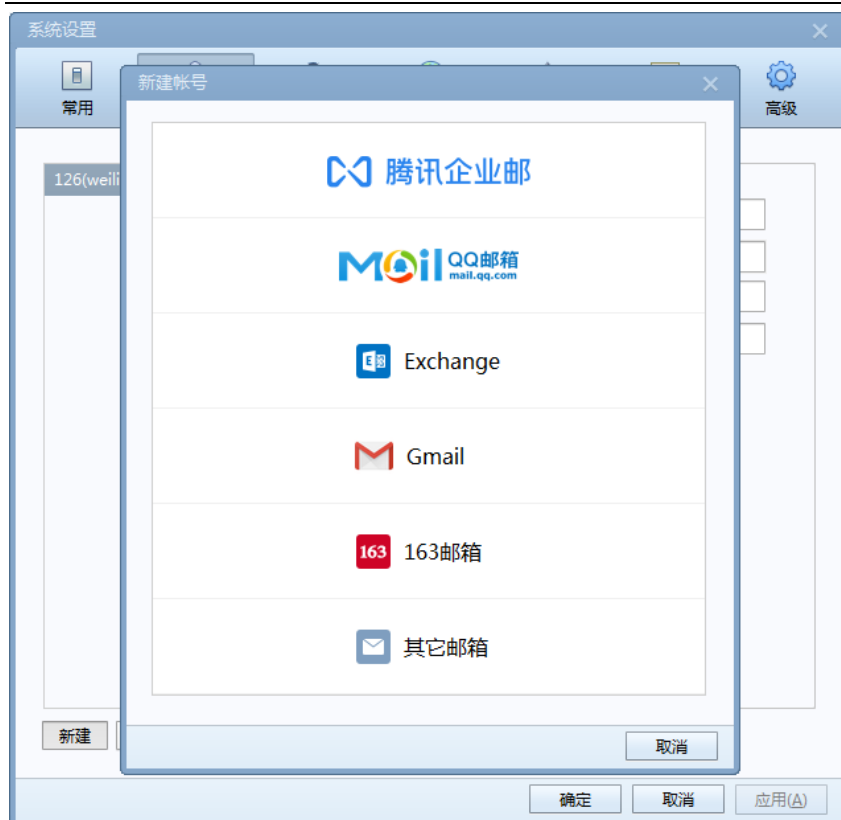 系统设置
常用
高级
新建帐号
126(weili
腾讯企业邮
Mail QQ邮箱
mail.qq.com
Exchange
Gmail
163 163邮箱
其它邮箱
新建
取消
确定
取消
应用(A)